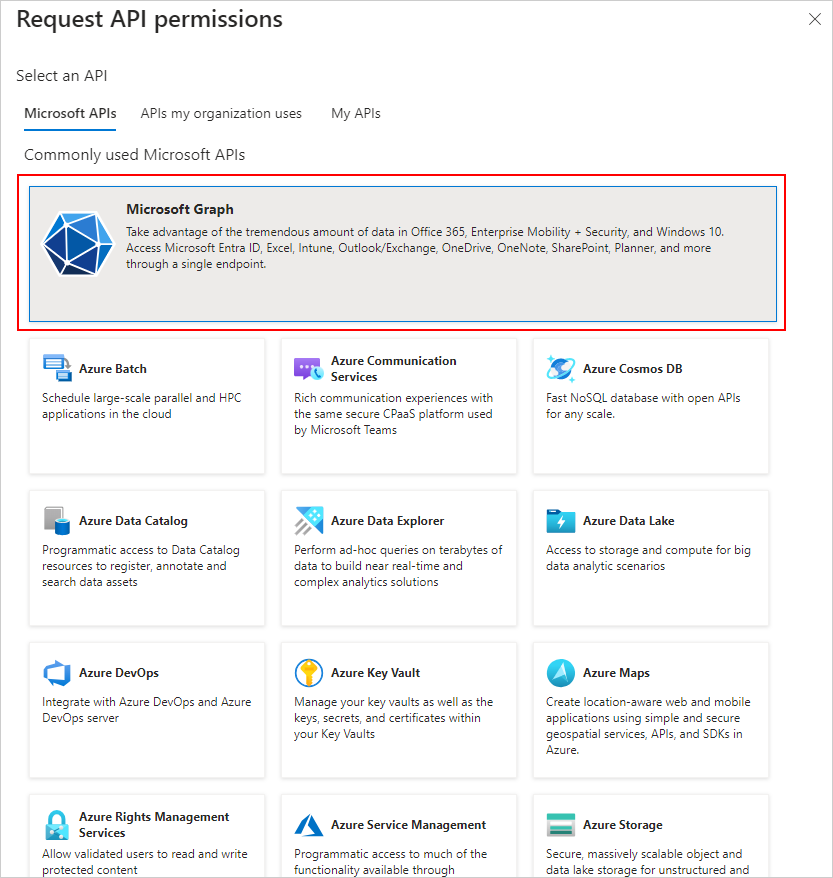 Request API permissions
Select an API
Microsoft APIs
APIs my organization uses
My APIs
Commonly used Microsoft APIs
Microsoft Graph
Take advantage of the tremendous amount of data in Office 365, Enterprise Mobility + Security, and Windows 10.
Access Microsoft Entra ID, Excel, Intune, Outlook/Exchange, OneDrive, OneNote, SharePoint, Planner, and more
through a single endpoint.
Azure Batch
Schedule large-scale parallel and HPC
applications in the cloud
Azure Communication
Services
Rich communication experiences with
the same secure CPaaS platform used
by Microsoft Teams
Azure Cosmos DB
Fast NoSQL database with open APIs
for any scale.
Azure Data Catalog
Programmatic access to Data Catalog
resources to register, annotate and
search data assets
Azure Data Explorer
Perform ad-hoc queries on terabytes of
data to build near real-time and
complex analytics solutions
Azure Data Lake
Access to storage and compute for big
data analytic scenarios
Azure DevOps
Integrate with Azure DevOps and Azure
DevOps server
Azure Key Vault
Manage your key vaults as well as the
keys, secrets, and certificates within
your Key Vaults
Azure Maps
Create location-aware web and mobile
applications using simple and secure
geospatial services, APIs, and SDKs in
Azure.
Azure Rights Management
Services
Allow validated users to read and write
protected content
Azure Service Management
Programmatic access to much of the
functionality available through
Azure Storage
Secure, massively scalable object and
data lake storage for unstructured and